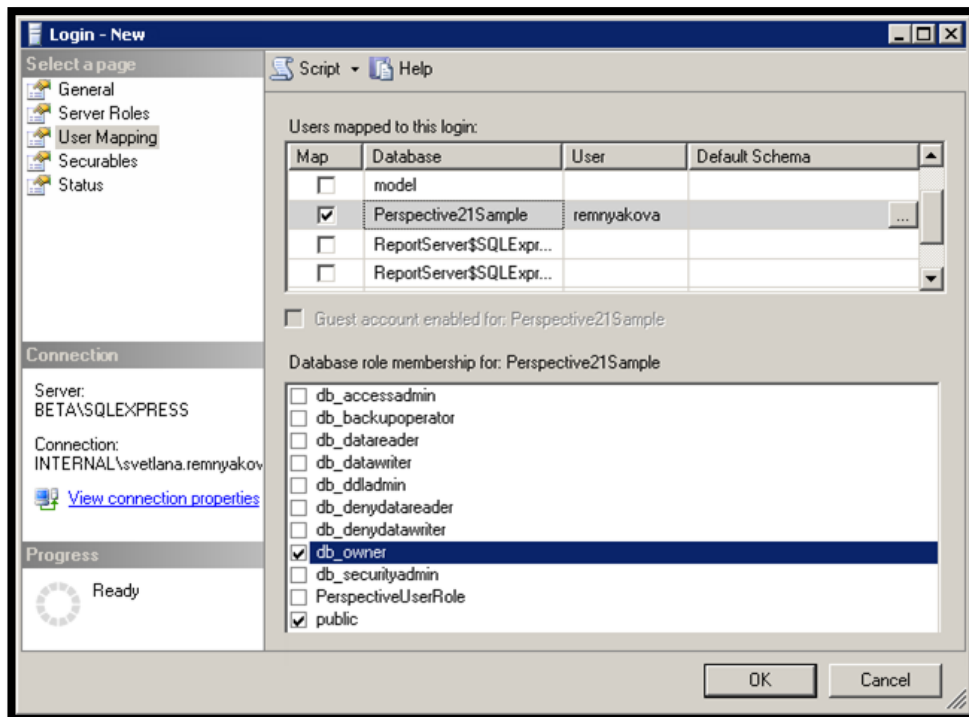 Login - New
Select a page
General
Server Roles
User Mapping
Securables
Status
Script
Help
Users mapped to this login:
Map Database User Default Schema
model
Perspective21Sample remnyakova ...
ReportServer$SQLExpr...
ReportServer$SQLExpr...
Guest account enabled for: Perspective21Sample
Database role membership for: Perspective21Sample
db_accessadmin
db_backupoperator
db_datareader
db_datawriter
db_ddladmin
db_denydatareader
db_denydatawriter
db_owner
db_securityadmin
PerspectiveUserRole
public
Connection
Server:
BETA\SQLEXPRESS
Connection:
INTERNAL\svetlana.remnyakov
View connection properties
Progress
Ready
OK
Cancel